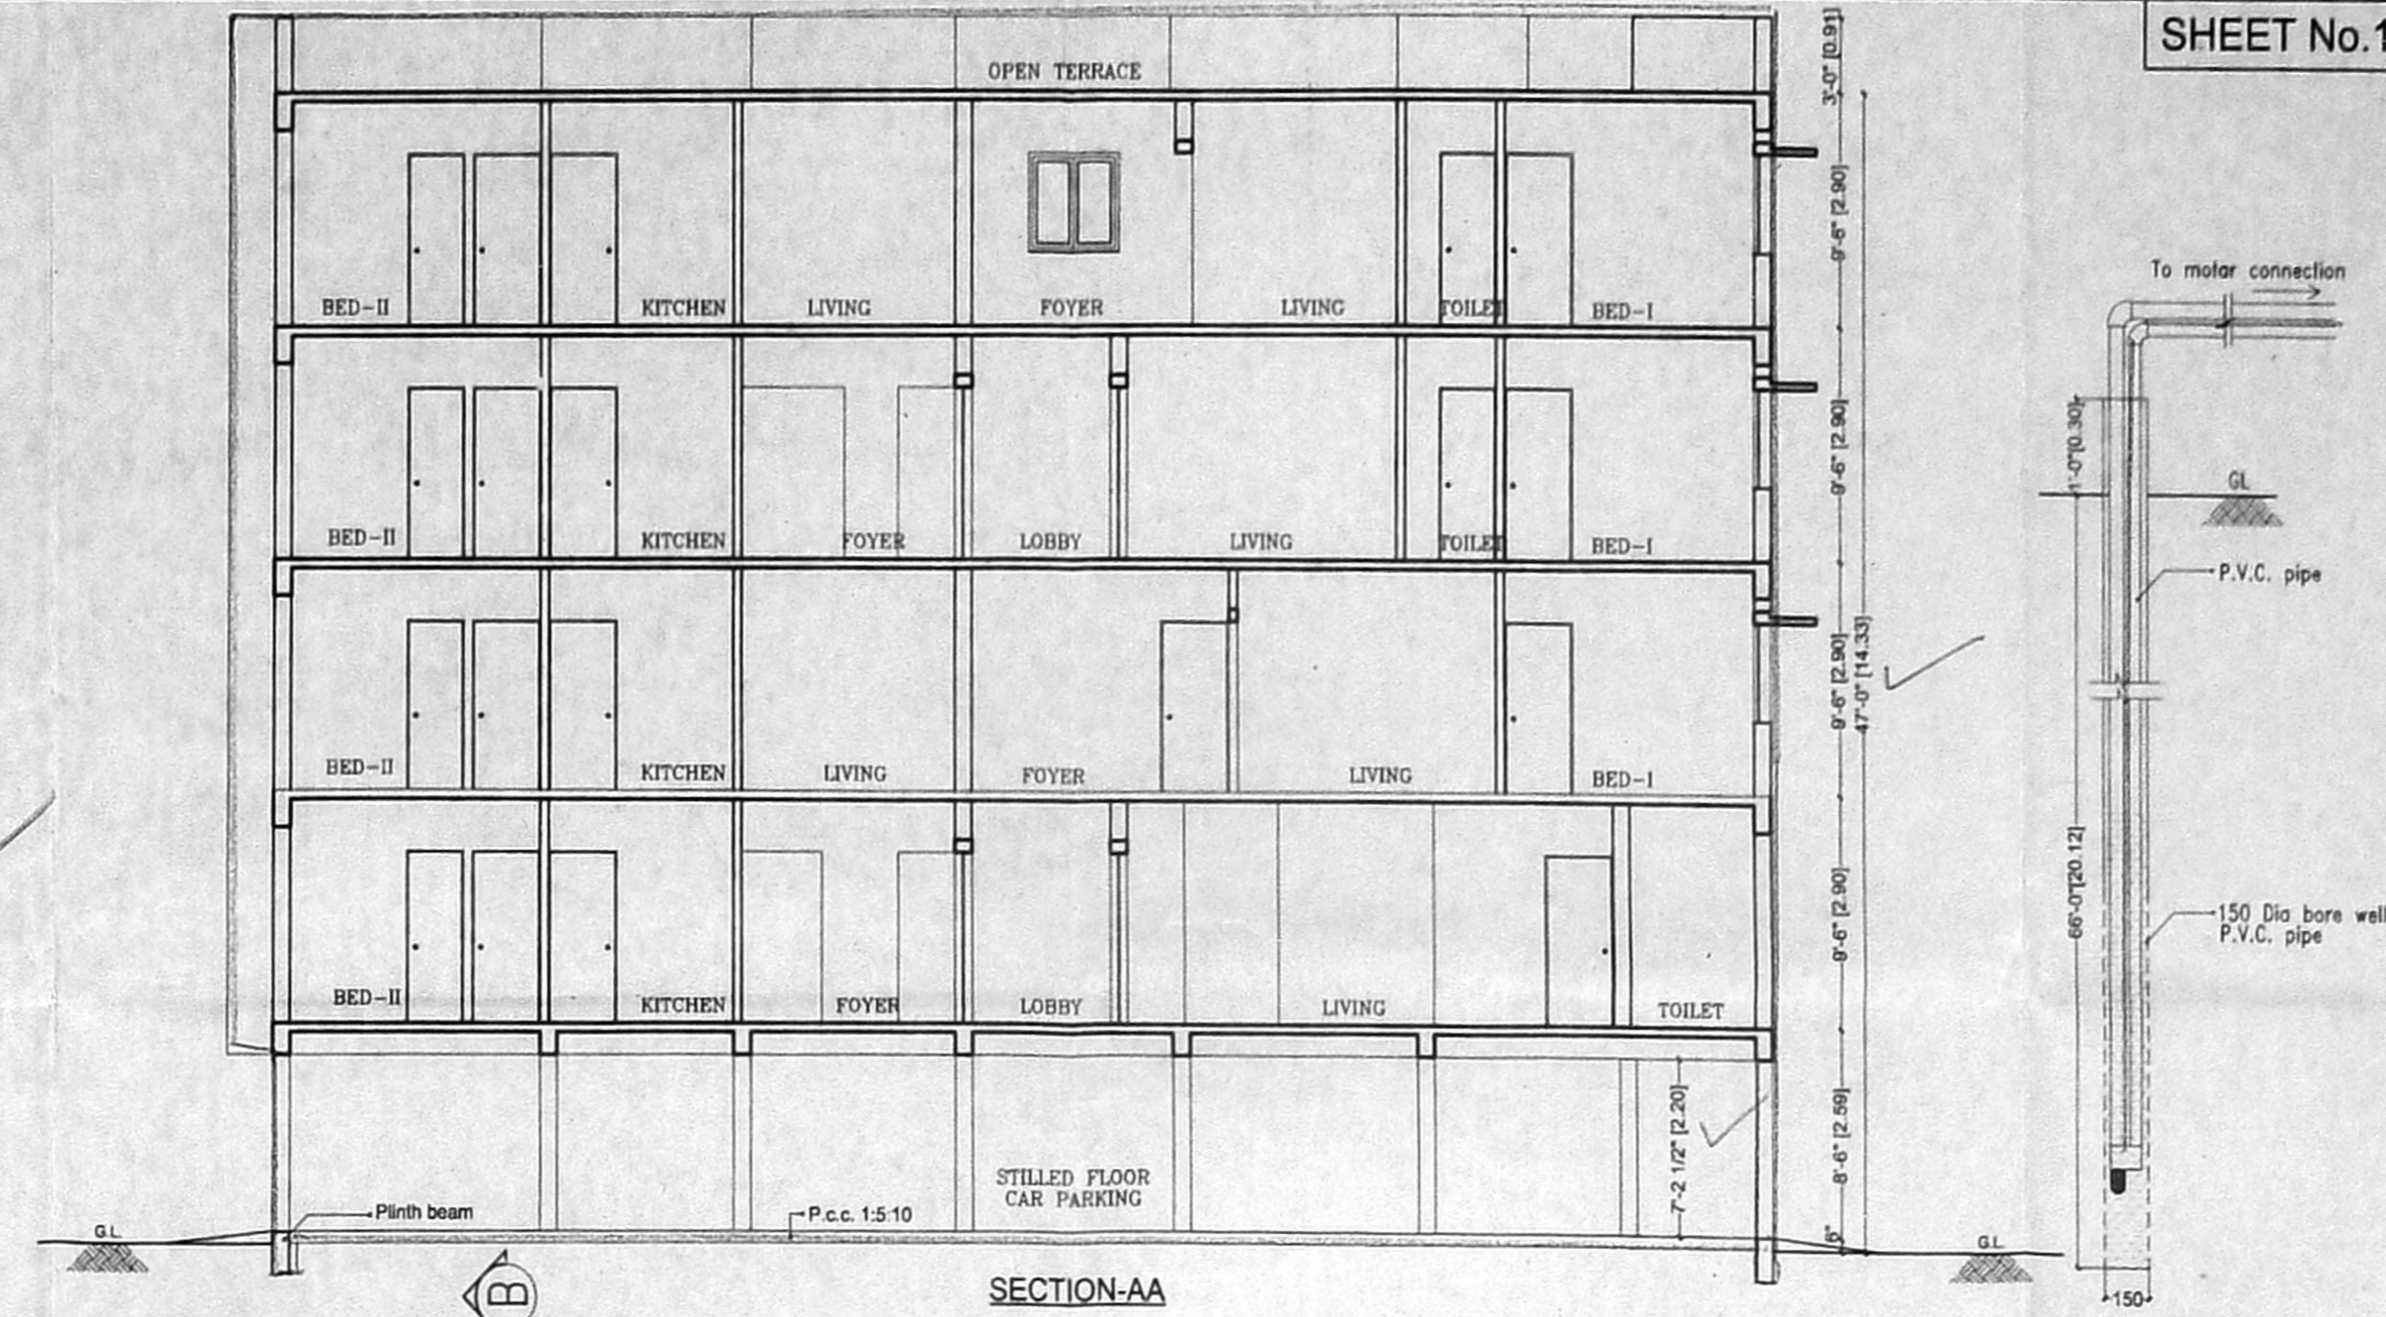 SHEET No.1
OPEN TERRACE
3'-0" [0.91]
BED-II
KITCHEN
LIVING
FOYER
LIVING
TOILET
BED-I
9'-6" [2.90]
BED-II
KITCHEN
FOYER
LOBBY
LIVING
TOILET
BED-I
9'-6" [2.90]
BED-II
KITCHEN
LIVING
FOYER
LIVING
BED-I
9'-6" [2.90]
47'-0" [14.33]
BED-II
KITCHEN
FOYER
LOBBY
LIVING
TOILET
9'-6" [2.90]
STILLED FLOOR
CAR PARKING
7'-2 1/2" [2.20]
8'-6" [2.59]
6"
Plinth beam
P.c.c. 1:5:10
G.L.
G.L.
B
SECTION-AA
To motar connection
1'-0"[0.30]
GL
P.V.C. pipe
66'-0"[20.12]
150 Dia bore well
P.V.C. pipe
150